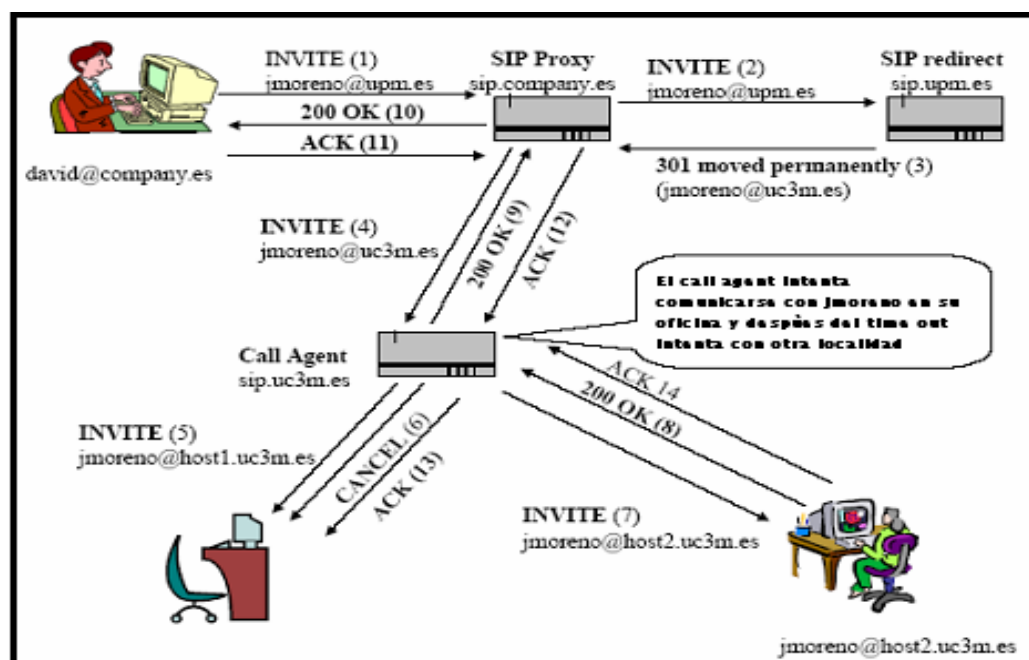 INVITE (1)
jmoreno@upm.es
200 OK (10)
ACK (11)
david@company.es
SIP Proxy
sip.company.es
INVITE (2)
jmoreno@upm.es
SIP redirect
sip.upm.es
301 moved permanently (3)
(jmoreno@uc3m.es)
INVITE (4)
jmoreno@uc3m.es
200 OK (9)
ACK (12)
El call agent intenta
comunicarse con jmoreno en su
oficina y despùes del time out
intenta con otra localidad
Call Agent
sip.uc3m.es
INVITE (5)
jmoreno@host1.uc3m.es
CANCEL (6)
ACK (13)
ACK 14
200 OK (8)
INVITE (7)
jmoreno@host2.uc3m.es
jmoreno@host2.uc3m.es